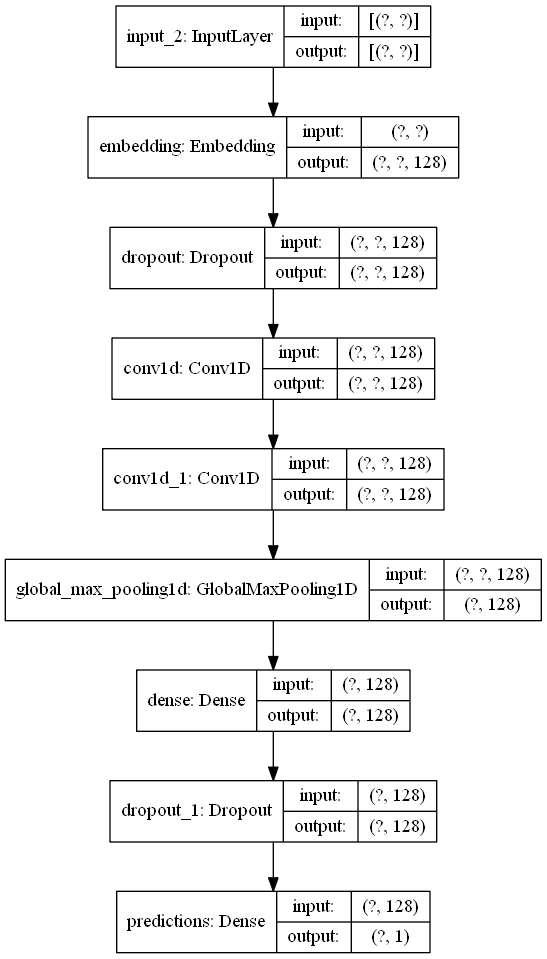 input_2: InputLayer
input: [(?, ?)]
output: [(?, ?)]
embedding: Embedding
input: (?, ?)
output: (?, ?, 128)
dropout: Dropout
input: (?, ?, 128)
output: (?, ?, 128)
conv1d: Conv1D
input: (?, ?, 128)
output: (?, ?, 128)
conv1d_1: Conv1D
input: (?, ?, 128)
output: (?, ?, 128)
global_max_pooling1d: GlobalMaxPooling1D
input: (?, ?, 128)
output: (?, 128)
dense: Dense
input: (?, 128)
output: (?, 128)
dropout_1: Dropout
input: (?, 128)
output: (?, 128)
predictions: Dense
input: (?, 128)
output: (?, 1)